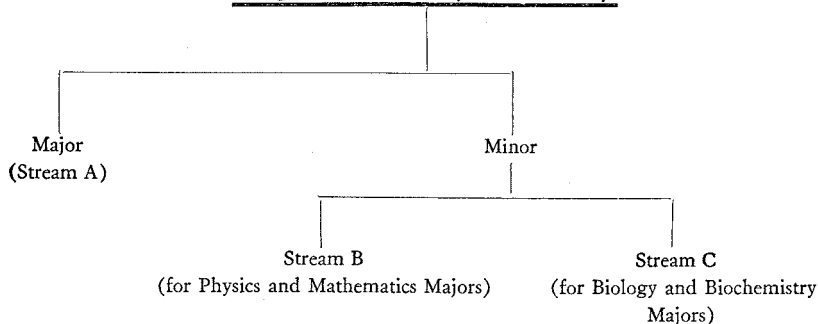 Major
(Stream A)
Minor
Stream B
(for Physics and Mathematics Majors)
Stream C
(for Biology and Biochemistry
Majors)